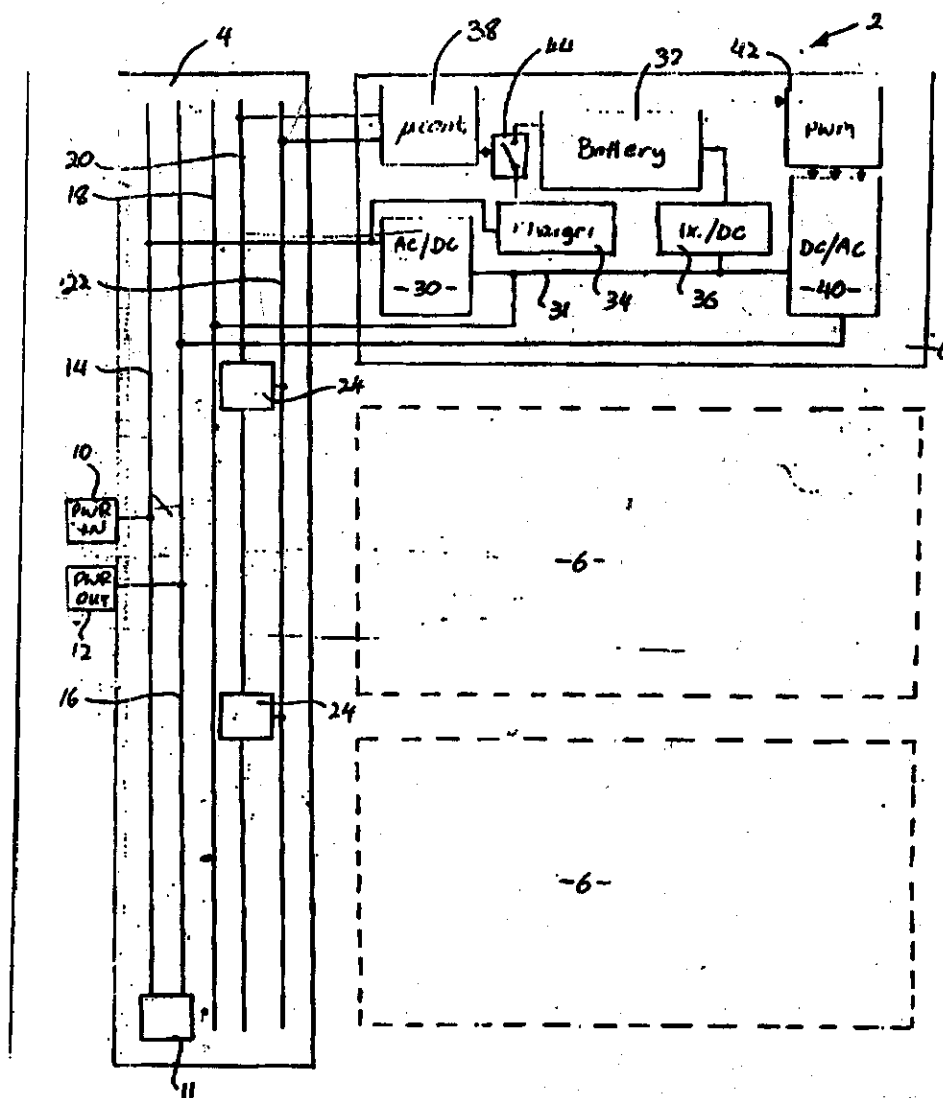 38
44
32
42
2
4
μcont.
Battery
PWM
20
18
AC/DC
-30-
34
DC/DC
36
DC/AC
-40-
22
31
6
14
24
10
PWR
IN
-6-
PWR
OUT
12
16
24
-6-
11